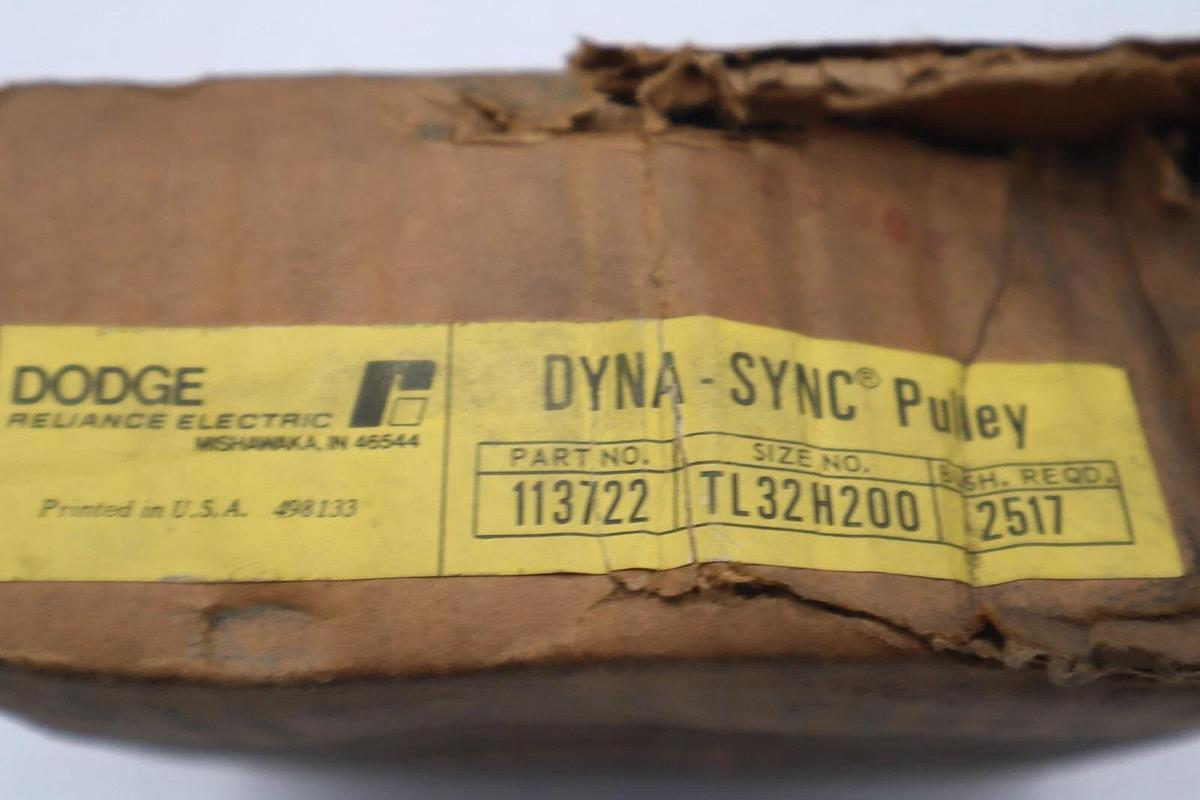 DODGE
RELIANCE ELECTRIC
MISHAWAKA, IN 46544
Printed in U.S.A. 498133
DYNA-SYNC® Pulley
PART NO. SIZE NO. BUSH. REQD.
113722 TL32H200 2517